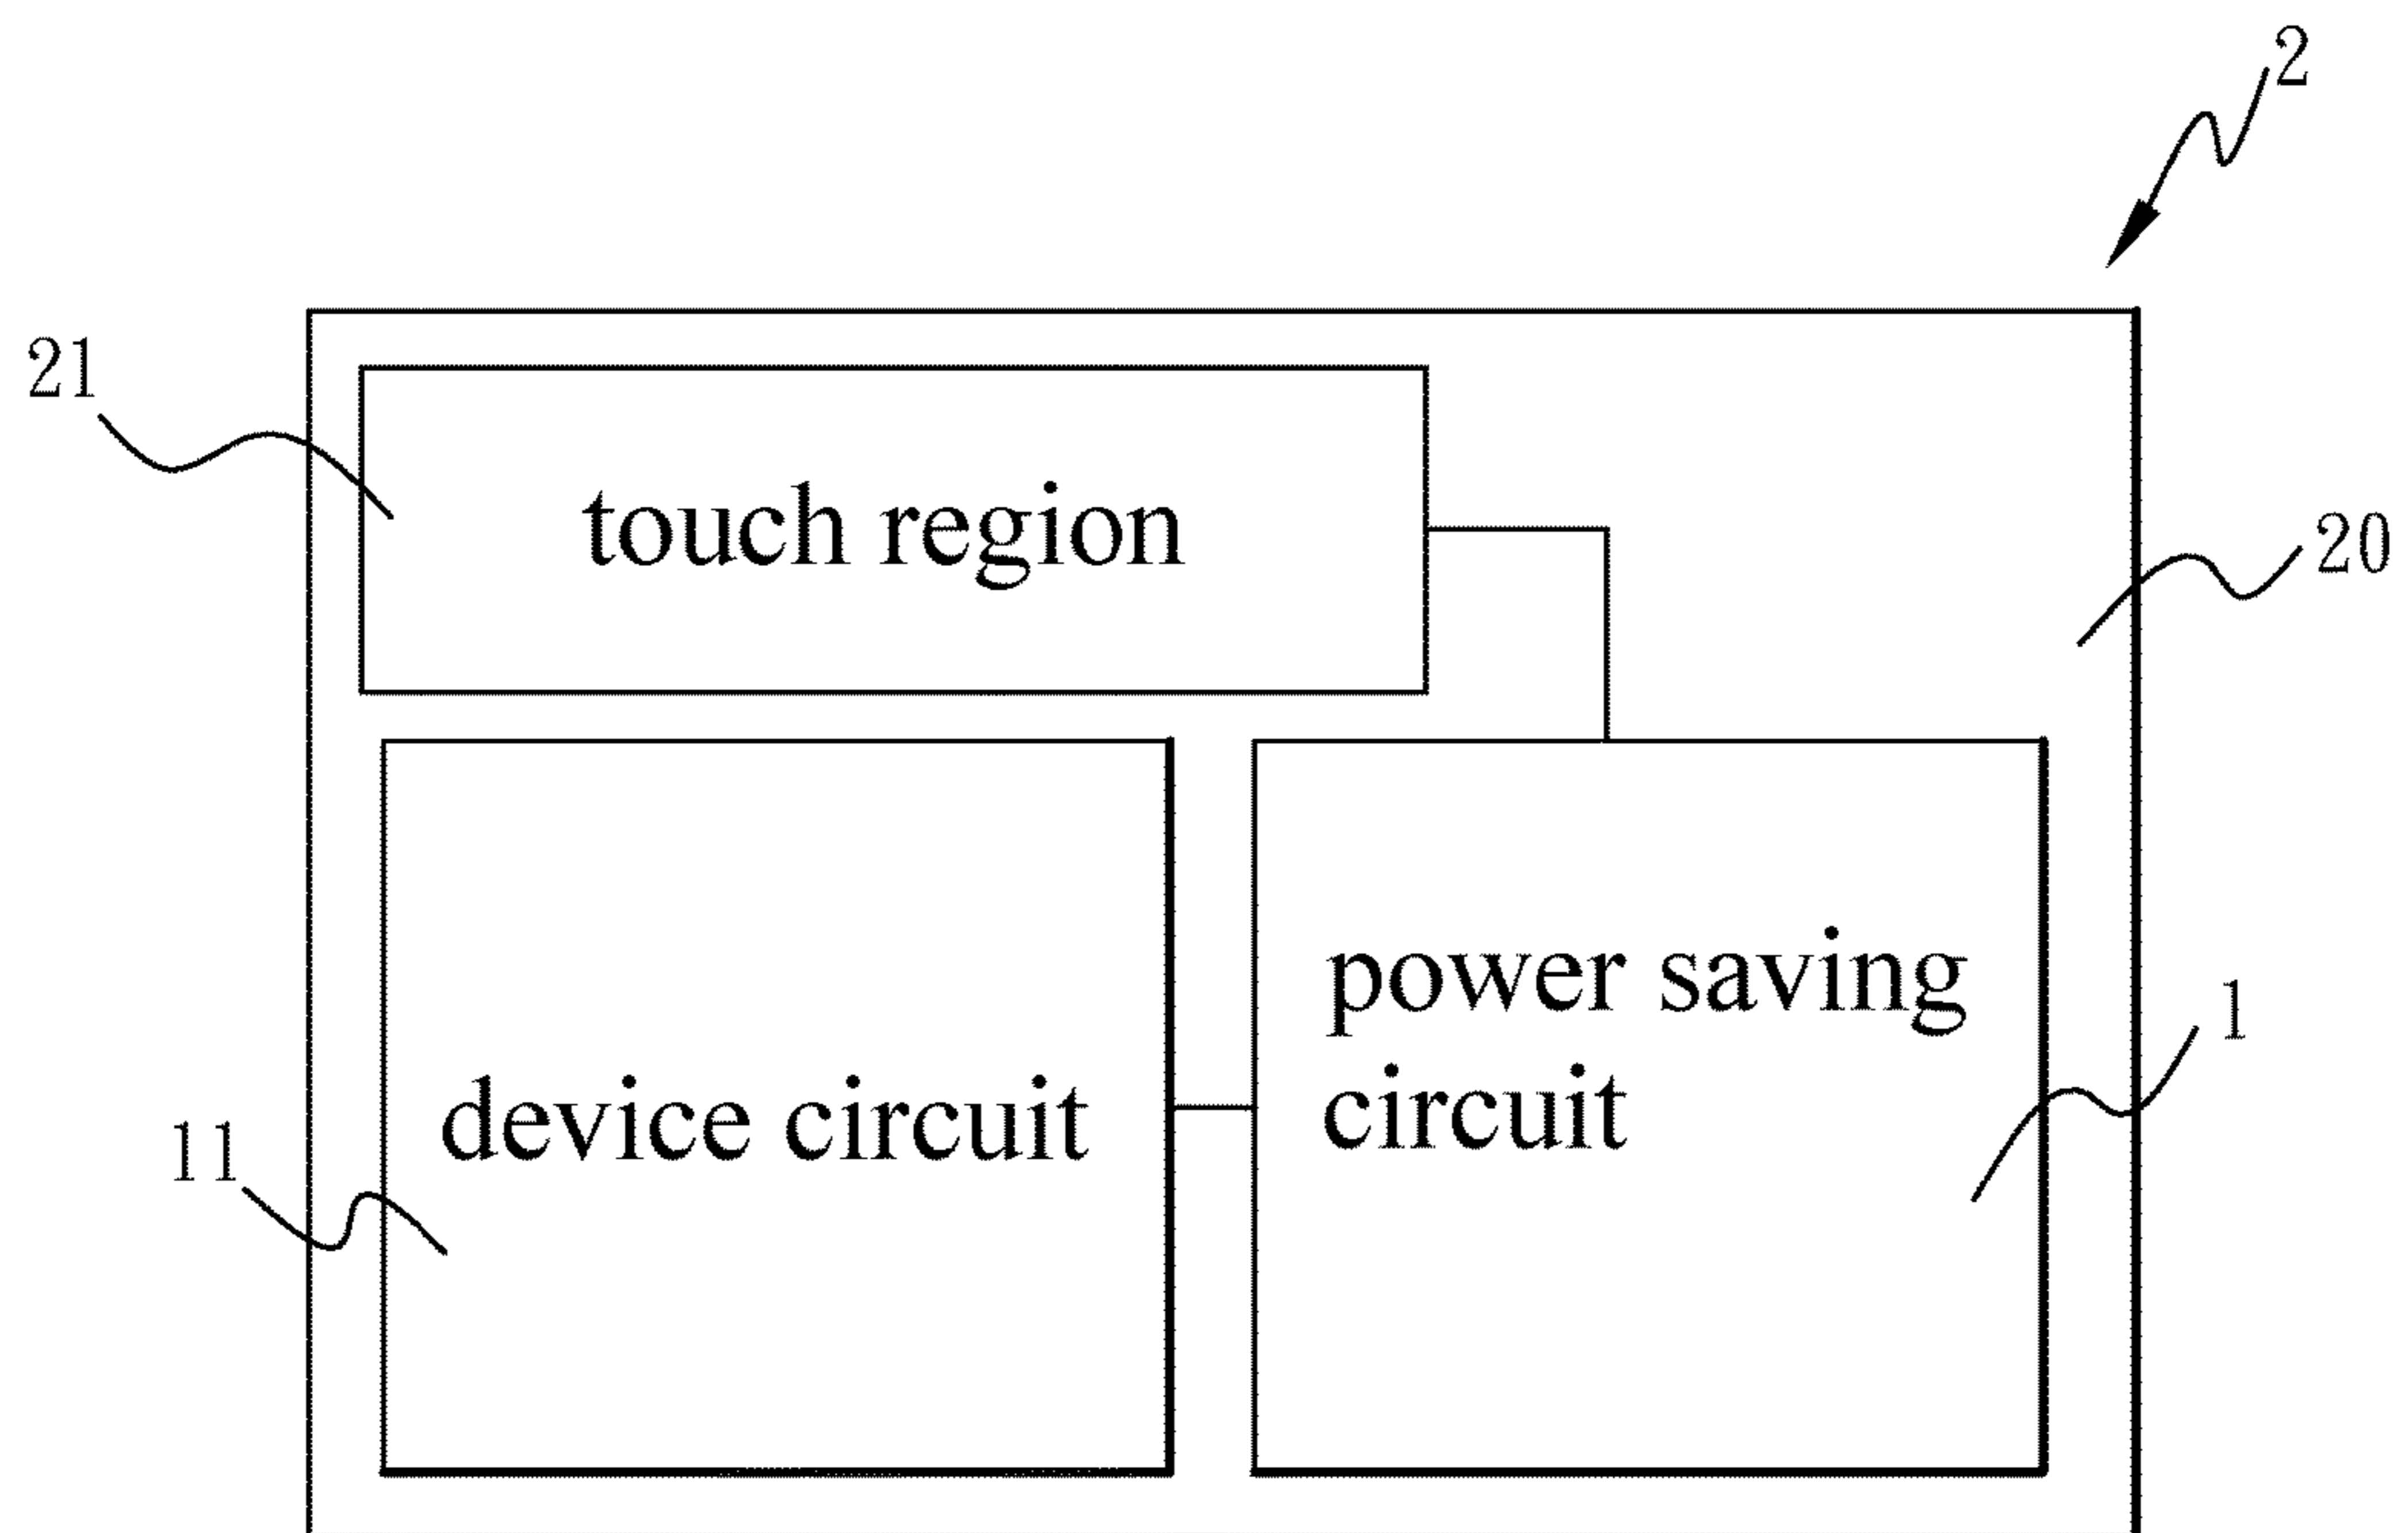 2
21
touch region
20
power saving
circuit
1
device circuit
11